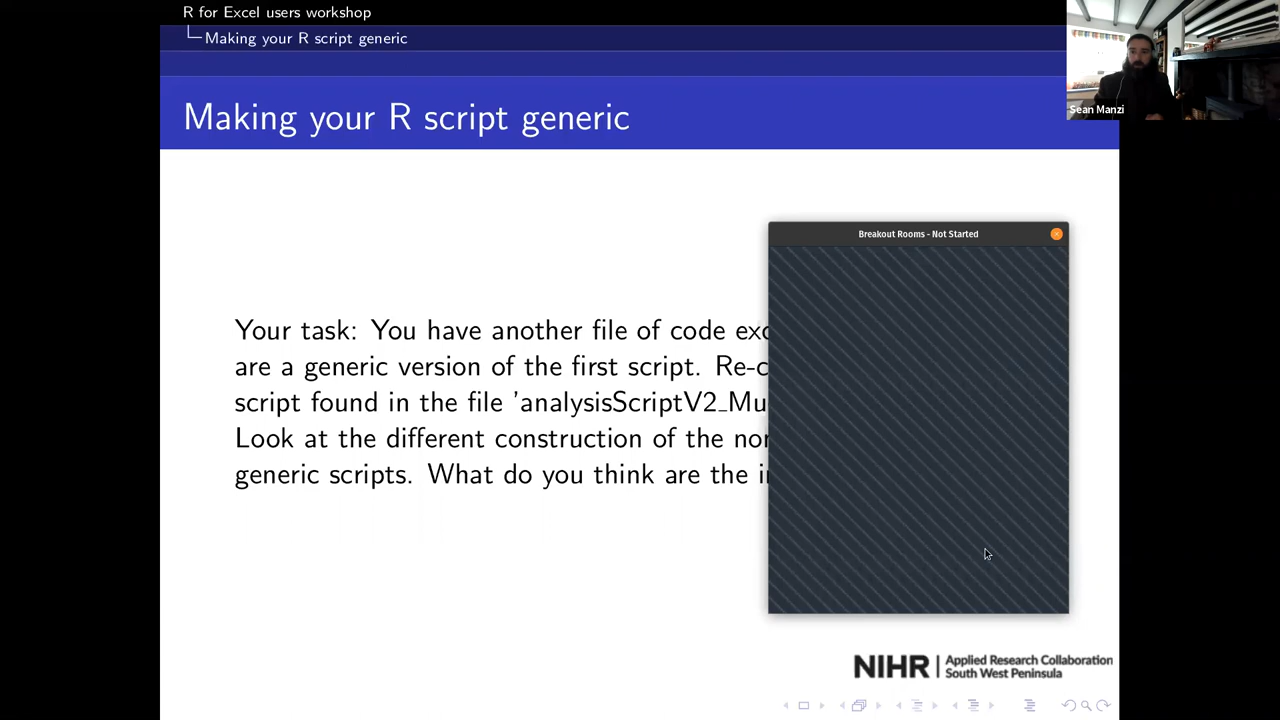 R for Excel users workshop
Making your R script generic
Making your R script generic
Sean Manzi
Breakout Rooms - Not Started
Your task: You have another file of code
are a generic version of the first script.
script found in the file 'analysisScriptV2_Mu
Look at the different construction of the
generic scripts. What do you think are the
NIHR | Applied Research Collaboration
South West Peninsula